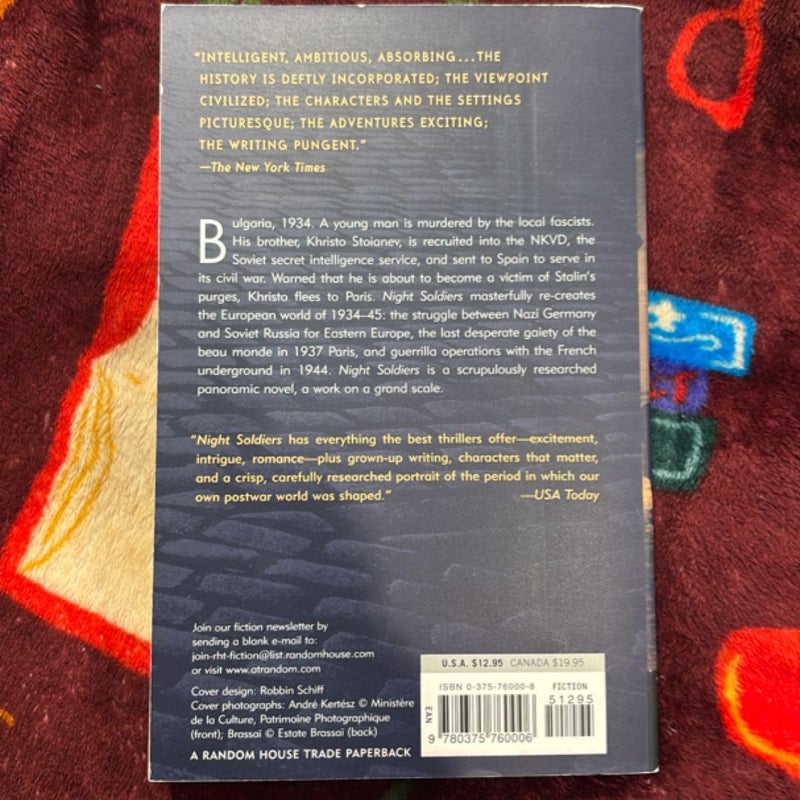 “INTELLIGENT, AMBITIOUS, ABSORBING...THE
HISTORY IS DEFTLY INCORPORATED; THE VIEWPOINT
CIVILIZED; THE CHARACTERS AND THE SETTINGS
PICTURESQUE; THE ADVENTURES EXCITING;
THE WRITING PUNGENT.”
—The New York Times
Bulgaria, 1934. A young man is murdered by the local fascists.
His brother, Khristo Stoianev, is recruited into the NKVD, the
Soviet secret intelligence service, and sent to Spain to serve in
its civil war. Warned that he is about to become a victim of Stalin’s
purges, Khristo flees to Paris. Night Soldiers masterfully re-creates
the European world of 1934–45: the struggle between Nazi Germany
and Soviet Russia for Eastern Europe, the last desperate gaiety of the
beau monde in 1937 Paris, and guerrilla operations with the French
underground in 1944. Night Soldiers is a scrupulously researched
panoramic novel, a work on a grand scale.
“Night Soldiers has everything the best thrillers offer—excitement,
intrigue, romance—plus grown-up writing, characters that matter,
and a crisp, carefully researched portrait of the period in which our
own postwar world was shaped.” —USA Today
Join our fiction newsletter by
sending a blank e-mail to:
join-rht-fiction@list.randomhouse.com
or visit www.atrandom.com
Cover design: Robbin Schiff
Cover photographs: André Kertész © Ministère
de la Culture, Patrimoine Photographique
(front); Brassaï © Estate Brassaï (back)
A RANDOM HOUSE TRADE PAPERBACK
U.S.A. $12.95 CANADA $19.95
ISBN 0-375-76000-8 FICTION
51295
EAN
9 780375 760006